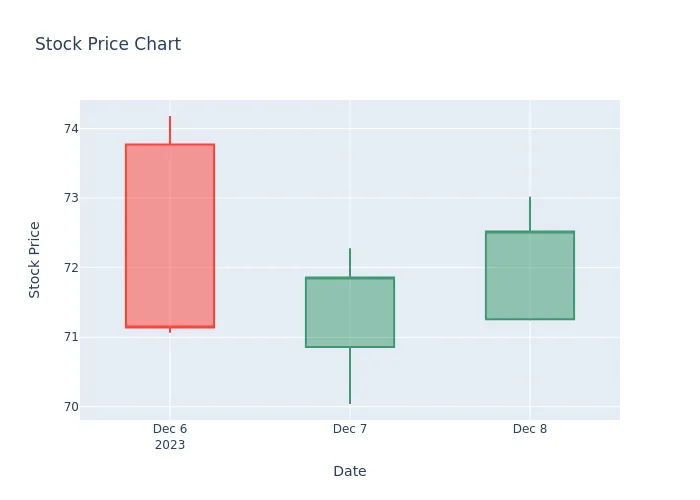 Stock Price Chart
74
73
72
71
70
Stock Price
Dec 6
2023
Dec 7
Dec 8
Date